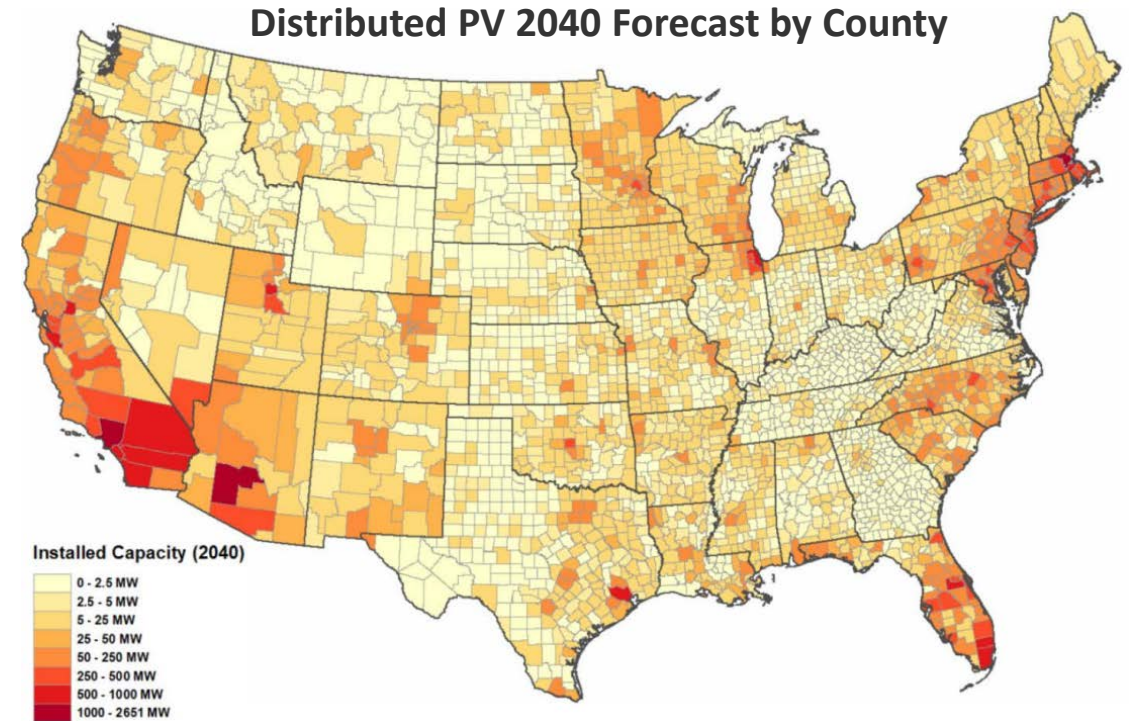 Distributed PV 2040 Forecast by County
Installed Capacity (2040)
0 - 2.5 MW
2.5 - 5 MW
5 - 25 MW
25 - 50 MW
50 - 250 MW
250 - 500 MW
500 - 1000 MW
1000 - 2651 MW